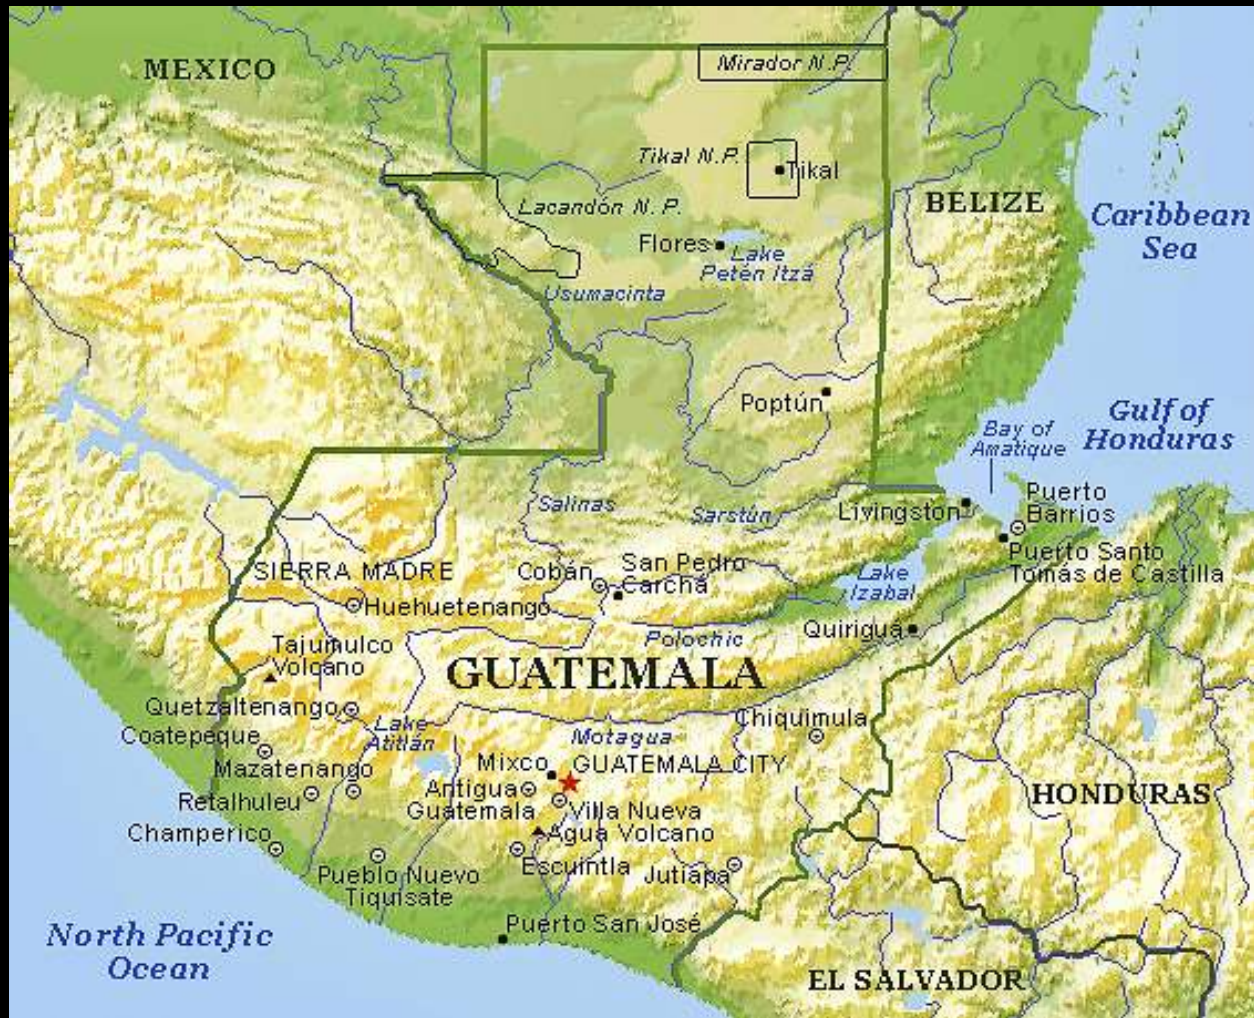 MEXICO
Mirador N.P.
Tikal N.P.
Tikal
Lacandón N.P.
BELIZE
Caribbean
Sea
Flores
Lake
Petén Itzá
Usumacinta
Poptún
Gulf of
Honduras
Bay of
Amatique
Salinas
Sarstún
Livingston
Puerto
Barrios
Puerto Santo
Tomás de Castilla
SIERRA MADRE
Cobán
San Pedro
Carchá
Lake
Izabal
Huehuetenango
Polochic
Quiriguá
Tajumulco
Volcano
GUATEMALA
Quetzaltenango
Coatepeque
Lake
Atitlán
Motagua
Chiquimula
Mazatenango
Mixco
GUATEMALA CITY
Retalhuleu
Antigua
Guatemala
Villa Nueva
HONDURAS
Champerico
Agua Volcano
Escuintla
Jutiapa
Pueblo Nuevo
Tiquisate
Puerto San José
North Pacific
Ocean
EL SALVADOR